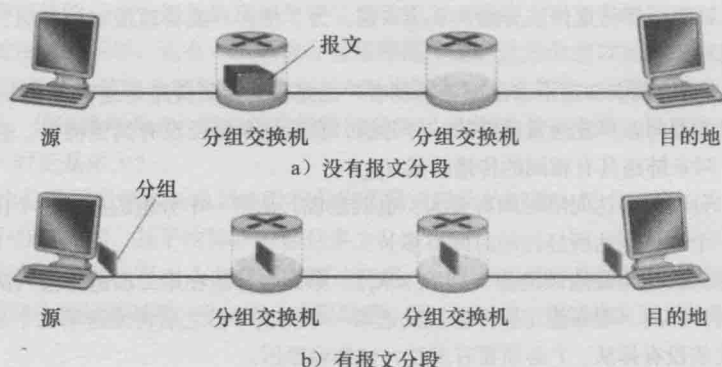 报文
源 分组交换机 分组交换机 目的地
a）没有报文分段
分组
源 分组交换机 分组交换机 目的地
b）有报文分段